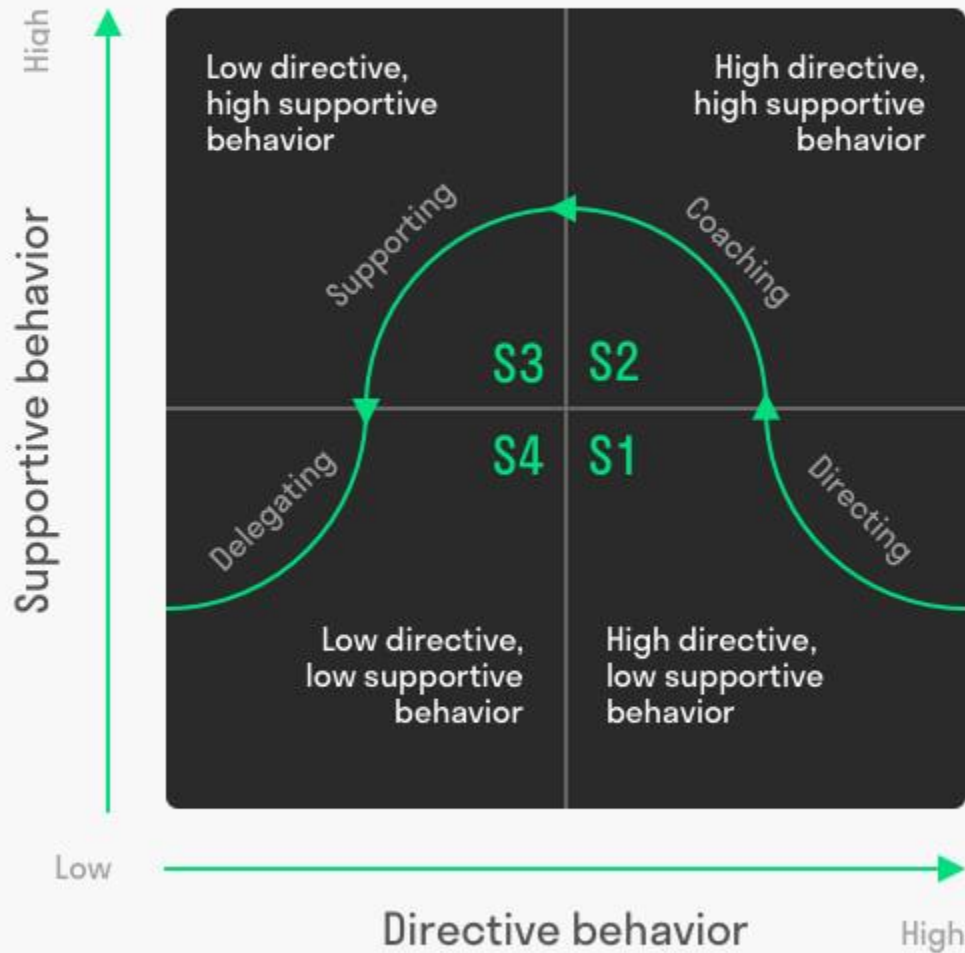 High
Supportive behavior
Low directive,
high supportive
behavior
High directive,
high supportive
behavior
Supporting
Coaching
S3
S2
S4
S1
Delegating
Directing
Low directive,
low supportive
behavior
High directive,
low supportive
behavior
Low
Directive behavior
High